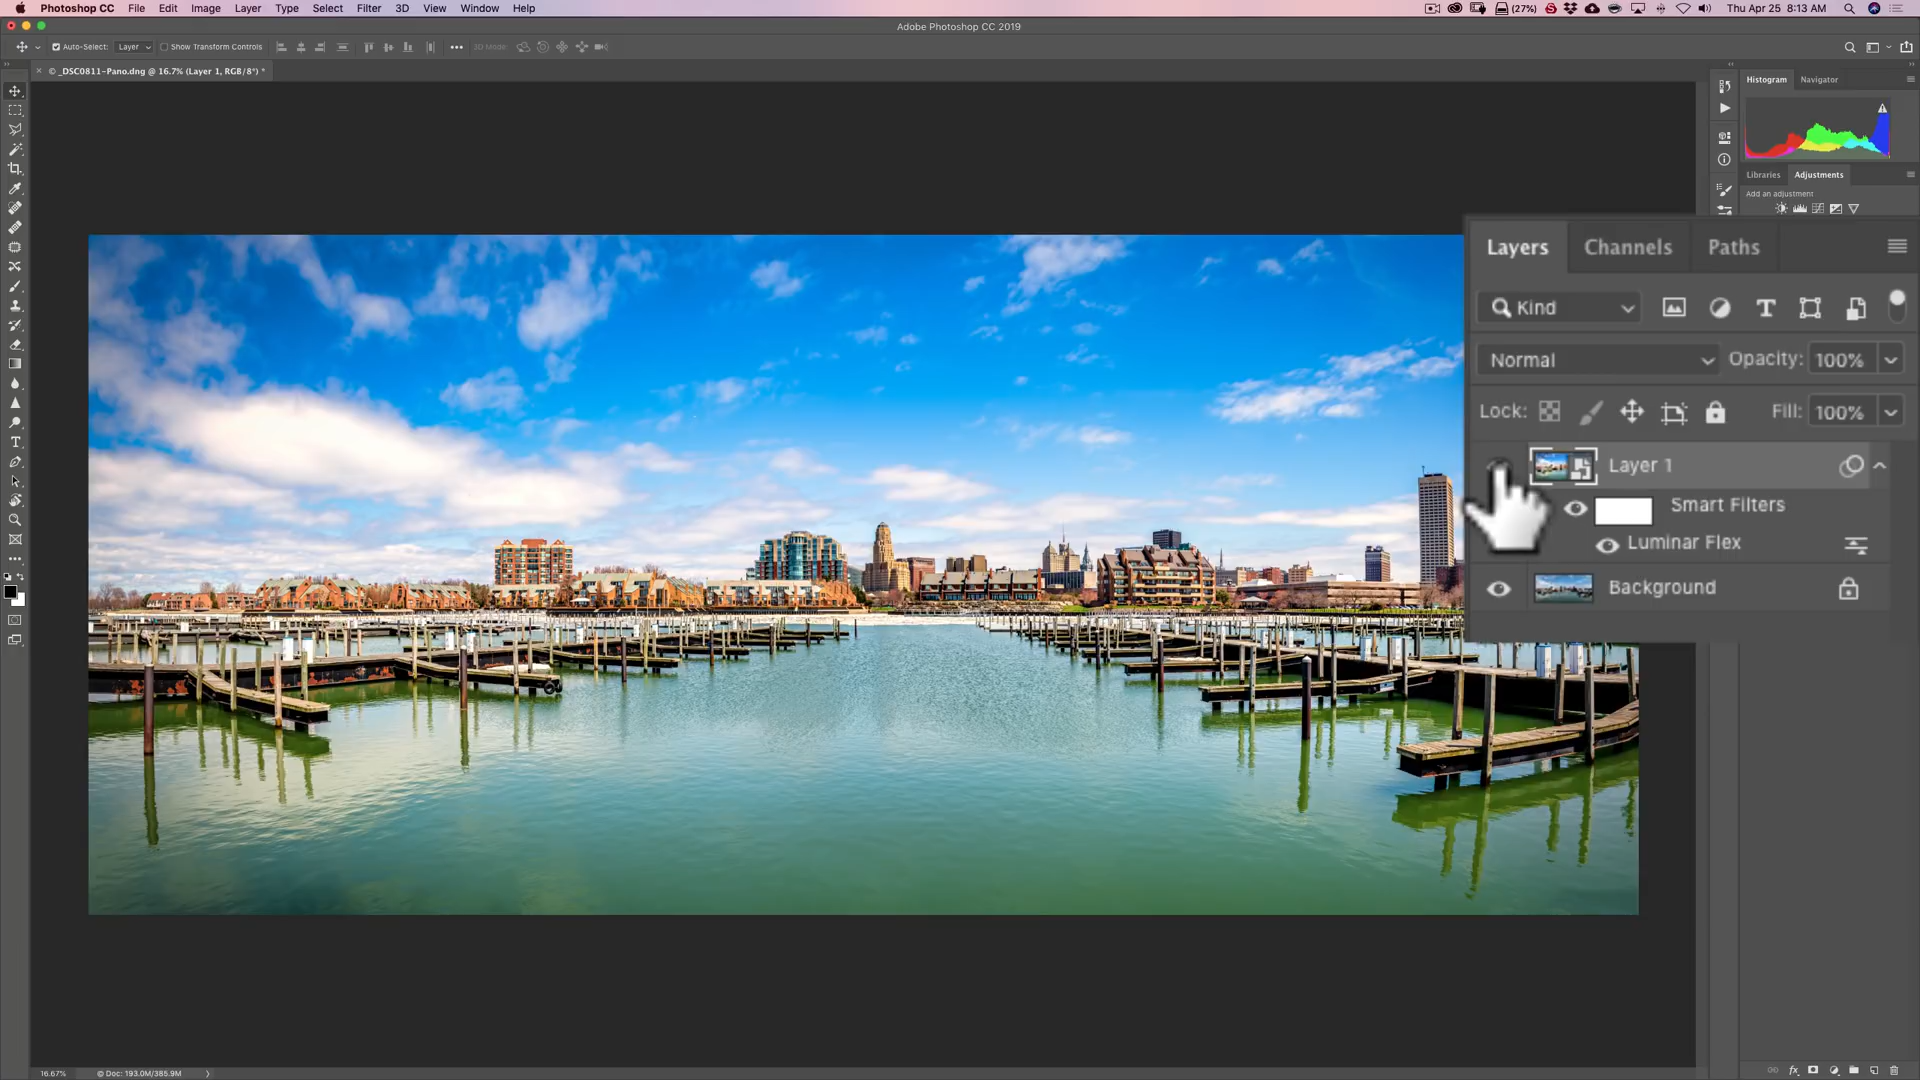 Photoshop CC File Edit Image Layer Type Select Filter 3D View Window Help (27%) Thu Apr 25 8:13 AM
Adobe Photoshop CC 2019
Auto-Select: Layer Show Transform Controls 3D Mode:
© _DSC0811-Pano.dng @ 16.7% (Layer 1, RGB/8*) *
Histogram Navigator
Libraries Adjustments
Add an adjustment
Layers Channels Paths
Kind
Normal Opacity: 100%
Lock: Fill: 100%
Layer 1
Smart Filters
Luminar Flex
Background
16.67% © Doc: 193.0M/385.9M